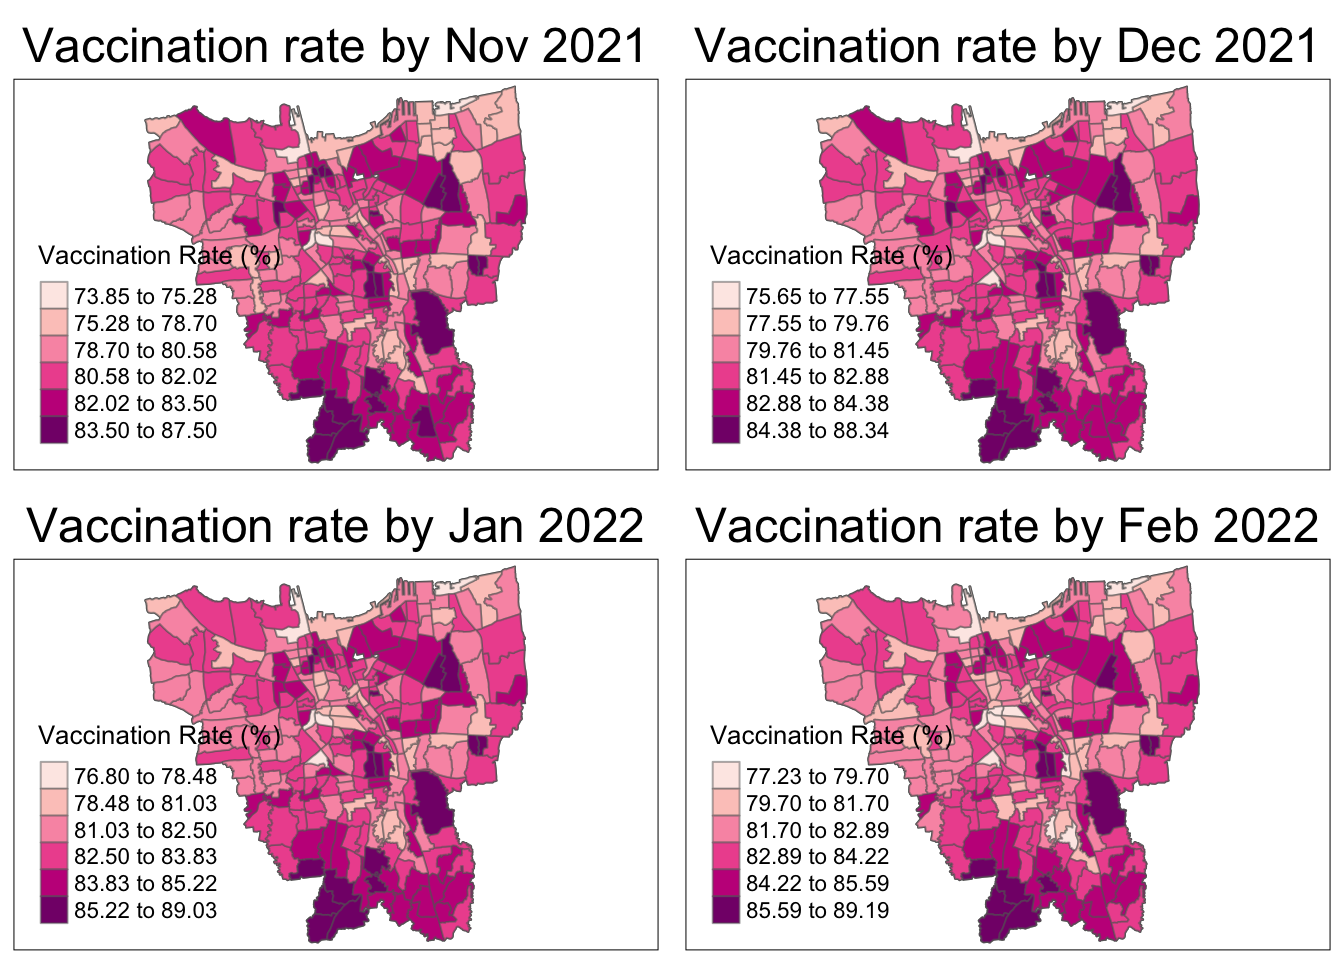 Vaccination rate by Nov 2021
Vaccination Rate (%)
73.85 to 75.28
75.28 to 78.70
78.70 to 80.58
80.58 to 82.02
82.02 to 83.50
83.50 to 87.50
Vaccination rate by Dec 2021
Vaccination Rate (%)
75.65 to 77.55
77.55 to 79.76
79.76 to 81.45
81.45 to 82.88
82.88 to 84.38
84.38 to 88.34
Vaccination rate by Jan 2022
Vaccination Rate (%)
76.80 to 78.48
78.48 to 81.03
81.03 to 82.50
82.50 to 83.83
83.83 to 85.22
85.22 to 89.03
Vaccination rate by Feb 2022
Vaccination Rate (%)
77.23 to 79.70
79.70 to 81.70
81.70 to 82.89
82.89 to 84.22
84.22 to 85.59
85.59 to 89.19